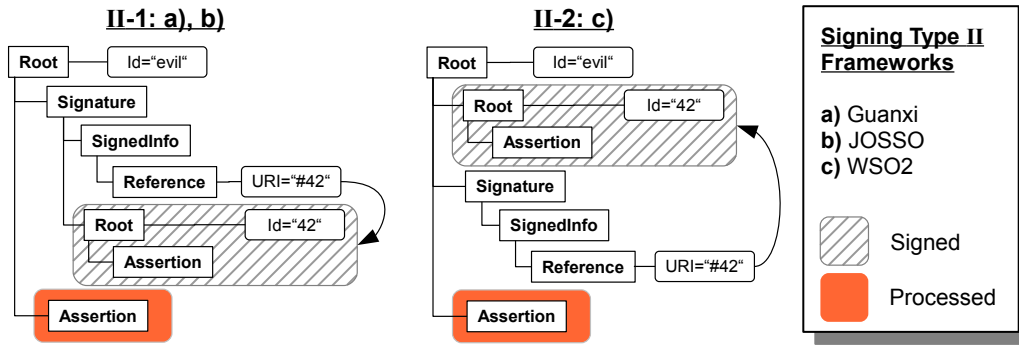 II-1: a), b)
Root
Id=“evil“
Signature
SignedInfo
Reference
URI=“#42“
Root
Id=“42“
Assertion
Assertion
II-2: c)
Root
Id=“evil“
Root
Id=“42“
Assertion
Signature
SignedInfo
Reference
URI=“#42“
Assertion
Signing Type II
Frameworks
a) Guanxi
b) JOSSO
c) WSO2
Signed
Processed